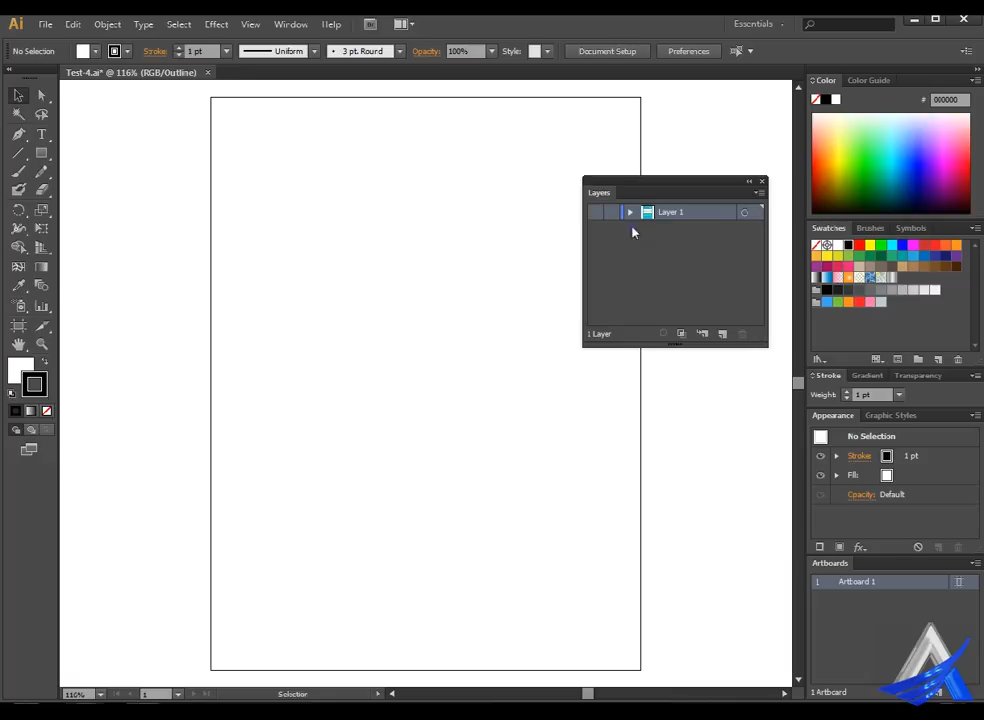 Ai File Edit Object Type Select Effect View Window Help Br Essentials
No Selection Stroke: 1 pt Uniform 3 pt. Round Opacity: 100% Style: Document Setup Preferences
Test-4.ai* @ 116% (RGB/Outline) ×
Color Color Guide
# 000000
Layers
Layer 1
1 Layer
Swatches Brushes Symbols
Stroke Gradient Transparency
Weight: 1 pt
Appearance Graphic Styles
No Selection
Stroke: 1 pt
Fill:
Opacity: Default
fx
Artboards
1 Artboard 1
1 Artboard
116% 1 Selection